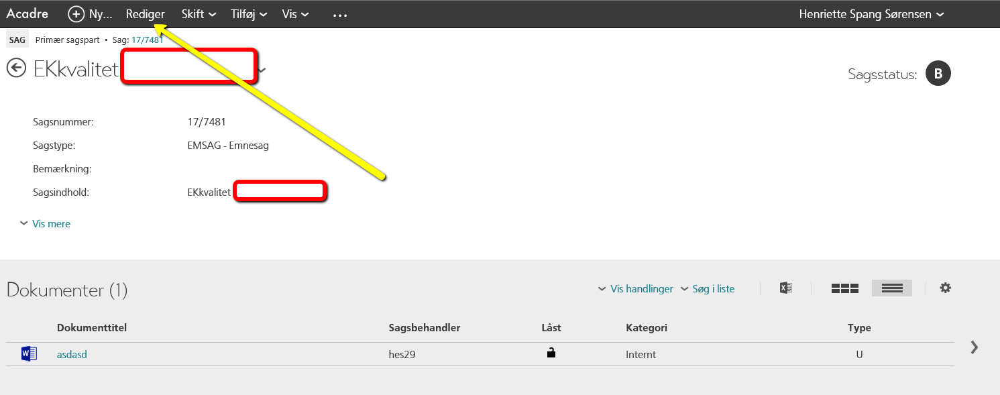 Acadre Ny... Rediger Skift Tilføj Vis ... Henriette Spang Sørensen
SAG Primær sagspart • Sag: 17/7481
EKkvalitet
Sagsstatus: B
Sagsnummer: 17/7481
Sagstype: EMSAG - Emnesag
Bemærkning:
Sagsindhold: EKkvalitet
Vis mere
Dokumenter (1) Vis handlinger Søg i liste
Dokumenttitel Sagsbehandler Låst Kategori Type
asdasd hes29 Internt U